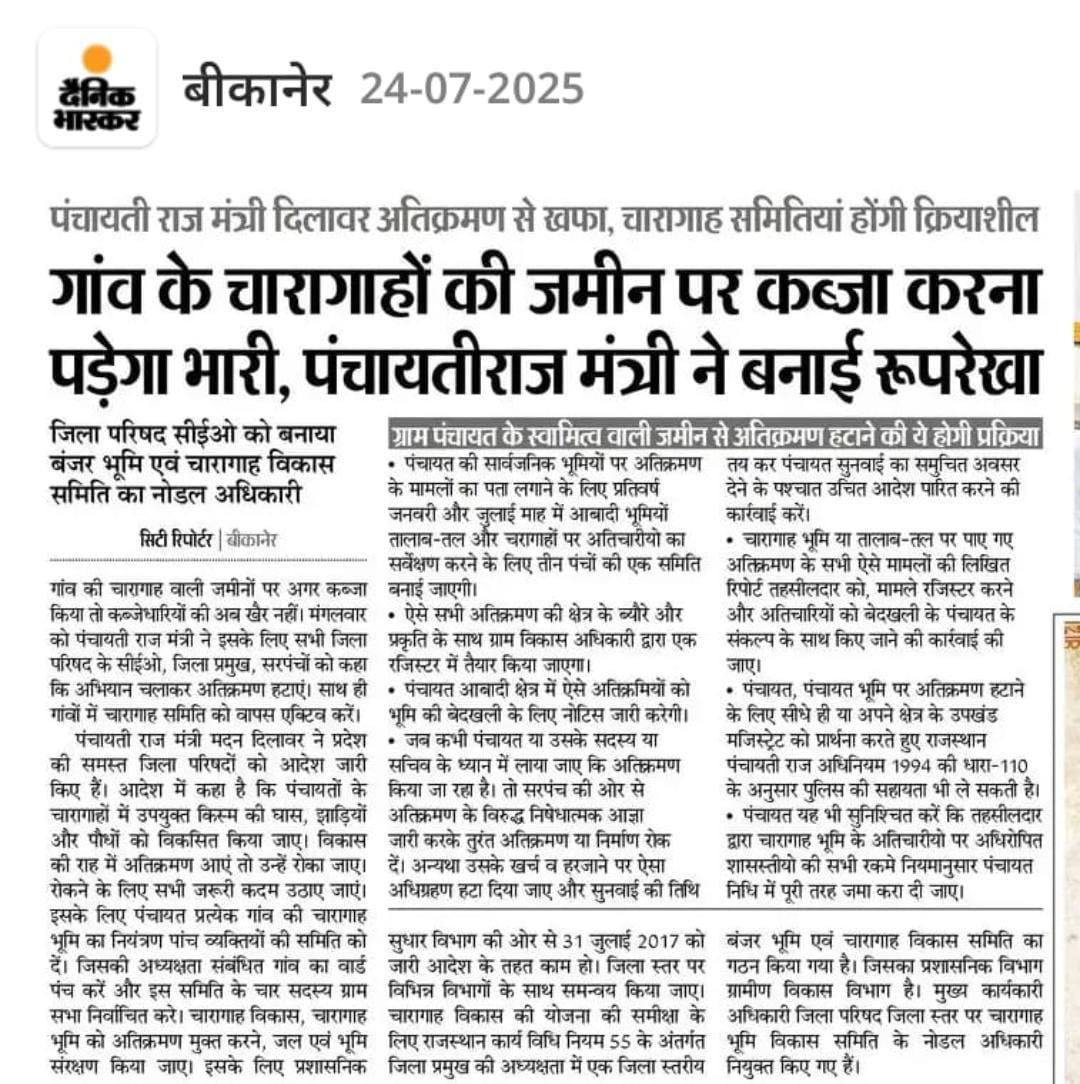 दैनिक
भास्कर
बीकानेर 24-07-2025
पंचायती राज मंत्री दिलावर अतिक्रमण से खफा, चारागाह समितियां होंगी क्रियाशील
गांव के चारागाहों की जमीन पर कब्जा करना
पड़ेगा भारी, पंचायतीराज मंत्री ने बनाई रूपरेखा
जिला परिषद सीईओ को बनाया
बंजर भूमि एवं चारागाह विकास
समिति का नोडल अधिकारी
सिटी रिपोर्टर | बीकानेर
गांव की चारागाह वाली जमीनों पर अगर कब्जा
किया तो कब्जेधारियों की अब खैर नहीं। मंगलवार
को पंचायती राज मंत्री ने इसके लिए सभी जिला
परिषद के सीईओ, जिला प्रमुख, सरपंचों को कहा
कि अभियान चलाकर अतिक्रमण हटाएं। साथ ही
गांवों में चारागाह समिति को वापस एक्टिव करें।
पंचायती राज मंत्री मदन दिलावर ने प्रदेश
की समस्त जिला परिषदों को आदेश जारी
किए हैं। आदेश में कहा है कि पंचायतों के
चारागाहों में उपयुक्त किस्म की घास, झाड़ियों
और पौधों को विकसित किया जाए। विकास
की राह में अतिक्रमण आएं तो उन्हें रोका जाए।
रोकने के लिए सभी जरूरी कदम उठाए जाएं।
इसके लिए पंचायत प्रत्येक गांव की चारागाह
भूमि का नियंत्रण पांच व्यक्तियों की समिति को
दें। जिसकी अध्यक्षता संबंधित गांव का वार्ड
पंच करें और इस समिति के चार सदस्य ग्राम
सभा निर्वाचित करे। चारागाह विकास, चारागाह
भूमि को अतिक्रमण मुक्त करने, जल एवं भूमि
संरक्षण किया जाए। इसके लिए प्रशासनिक
ग्राम पंचायत के स्वामित्व वाली जमीन से अतिक्रमण हटाने की ये होगी प्रक्रिया
• पंचायत की सार्वजनिक भूमियों पर अतिक्रमण
के मामलों का पता लगाने के लिए प्रतिवर्ष
जनवरी और जुलाई माह में आबादी भूमियों
तालाब-तल और चरागाहों पर अतिचारीयो का
सर्वेक्षण करने के लिए तीन पंचों की एक समिति
बनाई जाएगी।
• ऐसे सभी अतिक्रमण की क्षेत्र के ब्यौरे और
प्रकृति के साथ ग्राम विकास अधिकारी द्वारा एक
रजिस्टर में तैयार किया जाएगा।
• पंचायत आबादी क्षेत्र में ऐसे अतिक्रमियों को
भूमि की बेदखली के लिए नोटिस जारी करेगी।
• जब कभी पंचायत या उसके सदस्य या
सचिव के ध्यान में लाया जाए कि अतिक्रमण
किया जा रहा है। तो सरपंच की ओर से
अतिक्रमण के विरुद्ध निषेधात्मक आज्ञा
जारी करके तुरंत अतिक्रमण या निर्माण रोक
दें। अन्यथा उसके खर्च व हरजाने पर ऐसा
अधिग्रहण हटा दिया जाए और सुनवाई की तिथि
तय कर पंचायत सुनवाई का समुचित अवसर
देने के पश्चात उचित आदेश पारित करने की
कार्रवाई करें।
• चारागाह भूमि या तालाब-तल पर पाए गए
अतिक्रमण के सभी ऐसे मामलों की लिखित
रिपोर्ट तहसीलदार को, मामले रजिस्टर करने
और अतिचारियों को बेदखली के पंचायत के
संकल्प के साथ किए जाने की कार्रवाई की
जाए।
• पंचायत, पंचायत भूमि पर अतिक्रमण हटाने
के लिए सीधे ही या अपने क्षेत्र के उपखंड
मजिस्ट्रेट को प्रार्थना करते हुए राजस्थान
पंचायती राज अधिनियम 1994 की धारा-110
के अनुसार पुलिस की सहायता भी ले सकती है।
• पंचायत यह भी सुनिश्चित करें कि तहसीलदार
द्वारा चारागाह भूमि के अतिचारीयो पर अधिरोपित
शासस्तीयो की सभी रकमे नियमानुसार पंचायत
निधि में पूरी तरह जमा करा दी जाए।
सुधार विभाग की ओर से 31 जुलाई 2017 को
जारी आदेश के तहत काम हो। जिला स्तर पर
विभिन्न विभागों के साथ समन्वय किया जाए।
चारागाह विकास की योजना की समीक्षा के
लिए राजस्थान कार्य विधि नियम 55 के अंतर्गत
जिला प्रमुख की अध्यक्षता में एक जिला स्तरीय
बंजर भूमि एवं चारागाह विकास समिति का
गठन किया गया है। जिसका प्रशासनिक विभाग
ग्रामीण विकास विभाग है। मुख्य कार्यकारी
अधिकारी जिला परिषद जिला स्तर पर चारागाह
भूमि विकास समिति के नोडल अधिकारी
नियुक्त किए गए हैं।